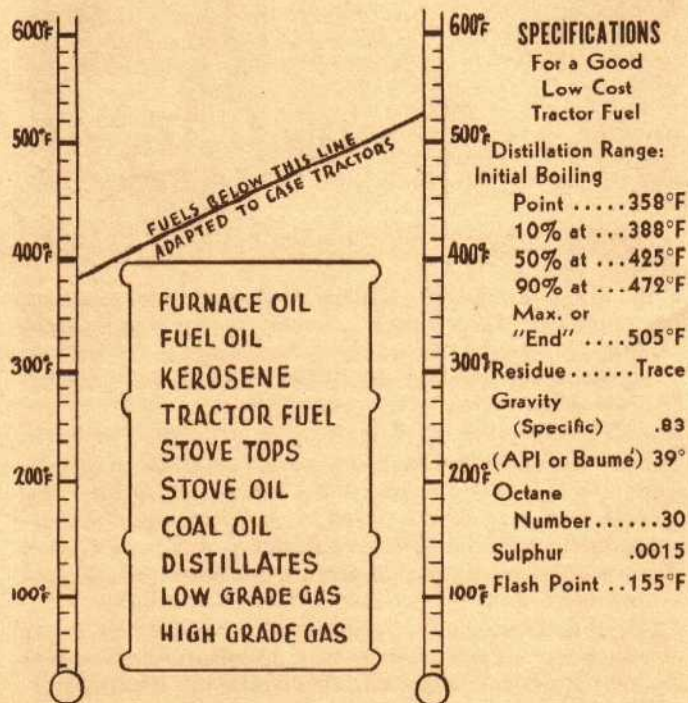 600°F
500°F
400°F
300°F
200°F
100°F
FUELS BELOW THIS LINE
ADAPTED TO CASE TRACTORS
FURNACE OIL
FUEL OIL
KEROSENE
TRACTOR FUEL
STOVE TOPS
STOVE OIL
COAL OIL
DISTILLATES
LOW GRADE GAS
HIGH GRADE GAS
600°F
500°F
400°F
300°F
200°F
100°F
SPECIFICATIONS
For a Good
Low Cost
Tractor Fuel
Distillation Range:
Initial Boiling
Point .....358°F
10% at ...388°F
50% at ...425°F
90% at ...472°F
Max. or
"End" ....505°F
Residue ......Trace
Gravity
(Specific) .83
(API or Baumé) 39°
Octane
Number ......30
Sulphur .0015
Flash Point ..155°F